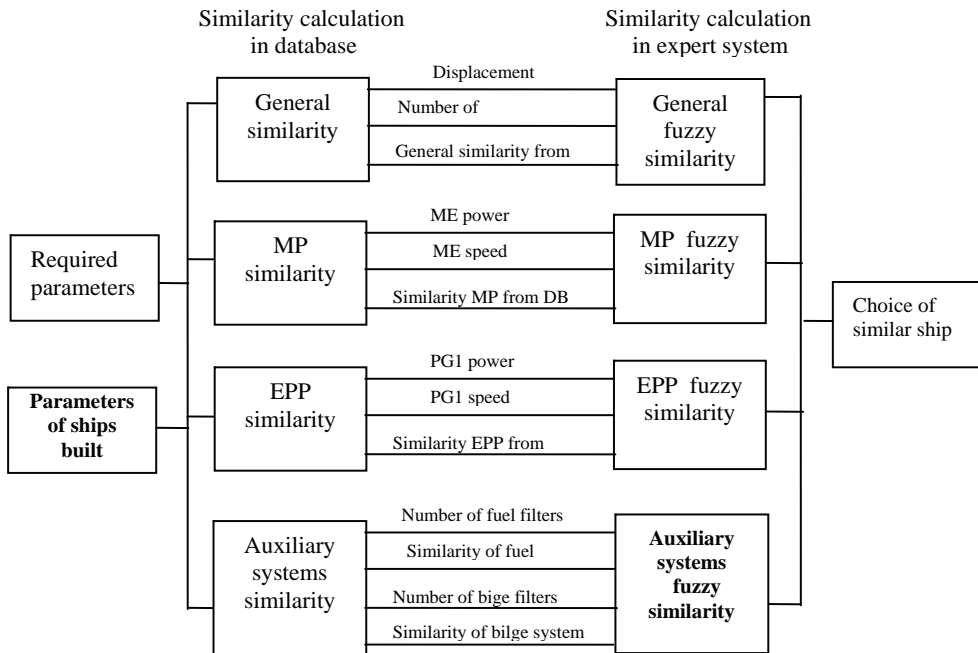 Similarity calculation
in database
Similarity calculation
in expert system
Required
parameters
Parameters
of ships
built
General
similarity
Displacement
Number of
General similarity from
General
fuzzy
similarity
MP
similarity
ME power
ME speed
Similarity MP from DB
MP fuzzy
similarity
EPP
similarity
PG1 power
PG1 speed
Similarity EPP from
EPP fuzzy
similarity
Auxiliary
systems
similarity
Number of fuel filters
Similarity of fuel
Number of bige filters
Similarity of bilge system
Auxiliary
systems
fuzzy
similarity
Choice of
similar ship